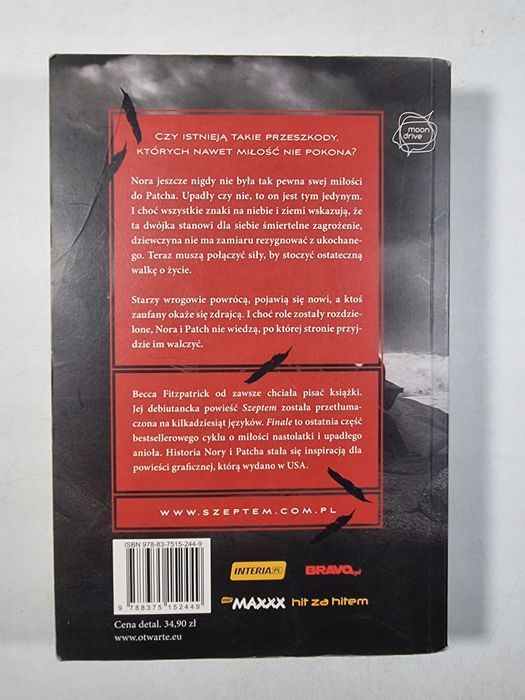 moon
drive
CZY ISTNIEJĄ TAKIE PRZESZKODY,
KTÓRYCH NAWET MIŁOŚĆ NIE POKONA?
Nora jeszcze nigdy nie była tak pewna swej miłości
do Patcha. Upadły czy nie, to on jest tym jedynym.
I choć wszystkie znaki na niebie i ziemi wskazują, że
ta dwójka stanowi dla siebie śmiertelne zagrożenie,
dziewczyna nie ma zamiaru rezygnować z ukochane-
go. Teraz muszą połączyć siły, by stoczyć ostateczną
walkę o życie.
Starzy wrogowie powrócą, pojawią się nowi, a ktoś
zaufany okaże się zdrajcą. I choć role zostały rozdzie-
lone, Nora i Patch nie wiedzą, po której stronie przyj-
dzie im walczyć.
Becca Fitzpatrick od zawsze chciała pisać książki.
Jej debiutancka powieść Szeptem została przetłuma-
czona na kilkadziesiąt języków. Finale to ostatnia część
bestsellerowego cyklu o miłości nastolatki i upadłego
anioła. Historia Nory i Patcha stała się inspiracją dla
powieści graficznej, którą wydano w USA.
WWW.SZEPTEM.COM.PL
ISBN 978-83-7515-244-9
9 788375 152449
Cena detal. 34,90 zł
www.otwarte.eu
INTERIA.PL
BRAVO.pl
MAXXX hit za hitem